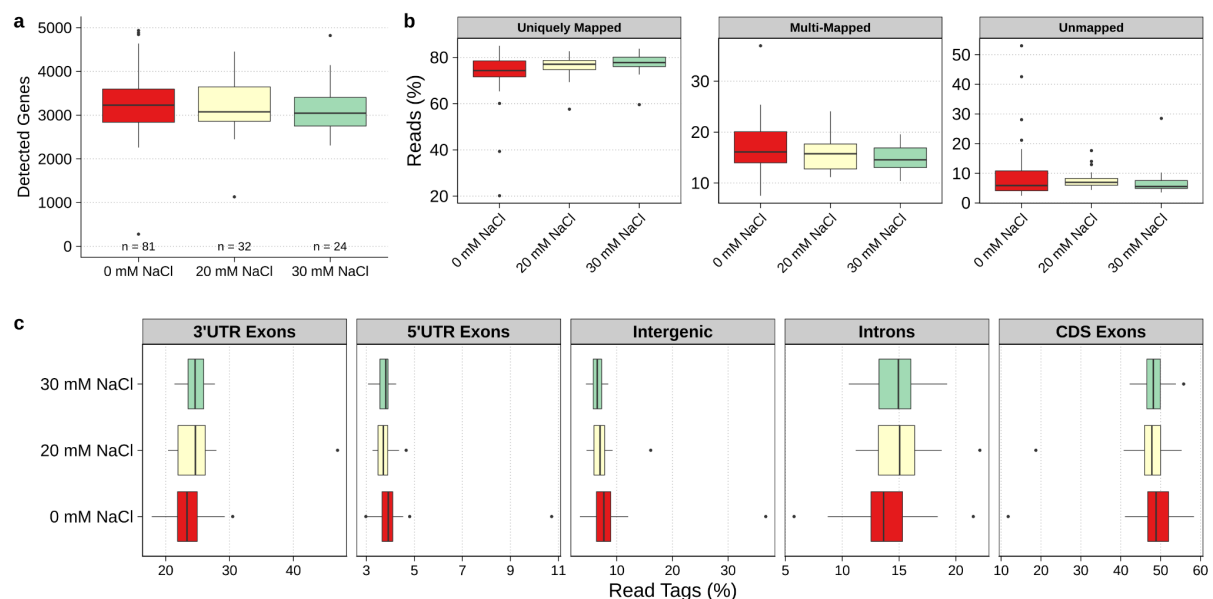 a
Detected Genes
5000
4000
3000
2000
1000
0
n = 81
n = 32
n = 24
0 mM NaCl
20 mM NaCl
30 mM NaCl
b
Reads (%)
Uniquely Mapped
80
60
40
20
0 mM NaCl
20 mM NaCl
30 mM NaCl
Multi-Mapped
30
20
10
0 mM NaCl
20 mM NaCl
30 mM NaCl
Unmapped
50
40
30
20
10
0
0 mM NaCl
20 mM NaCl
30 mM NaCl
c
3'UTR Exons
5'UTR Exons
Intergenic
Introns
CDS Exons
30 mM NaCl
20 mM NaCl
0 mM NaCl
20 30 40
3 5 7 9 11
10 20 30
5 10 15 20
10 20 30 40 50 60
Read Tags (%)